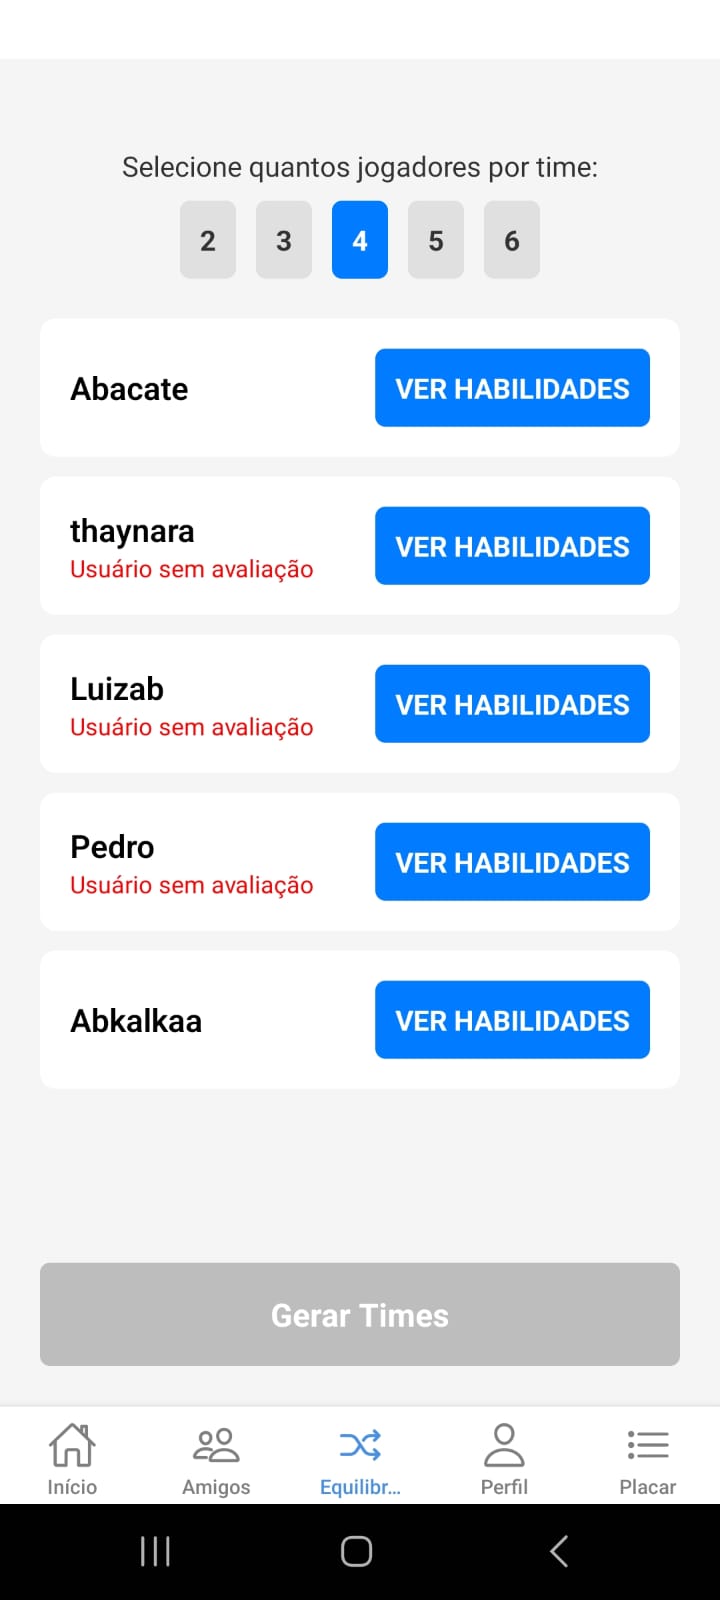 Selecione quantos jogadores por time:
2 3 4 5 6
Abacate
VER HABILIDADES
thaynara
Usuário sem avaliação
VER HABILIDADES
Luizab
Usuário sem avaliação
VER HABILIDADES
Pedro
Usuário sem avaliação
VER HABILIDADES
Abkalkaa
VER HABILIDADES
Gerar Times
Início Amigos Equilibr... Perfil Placar